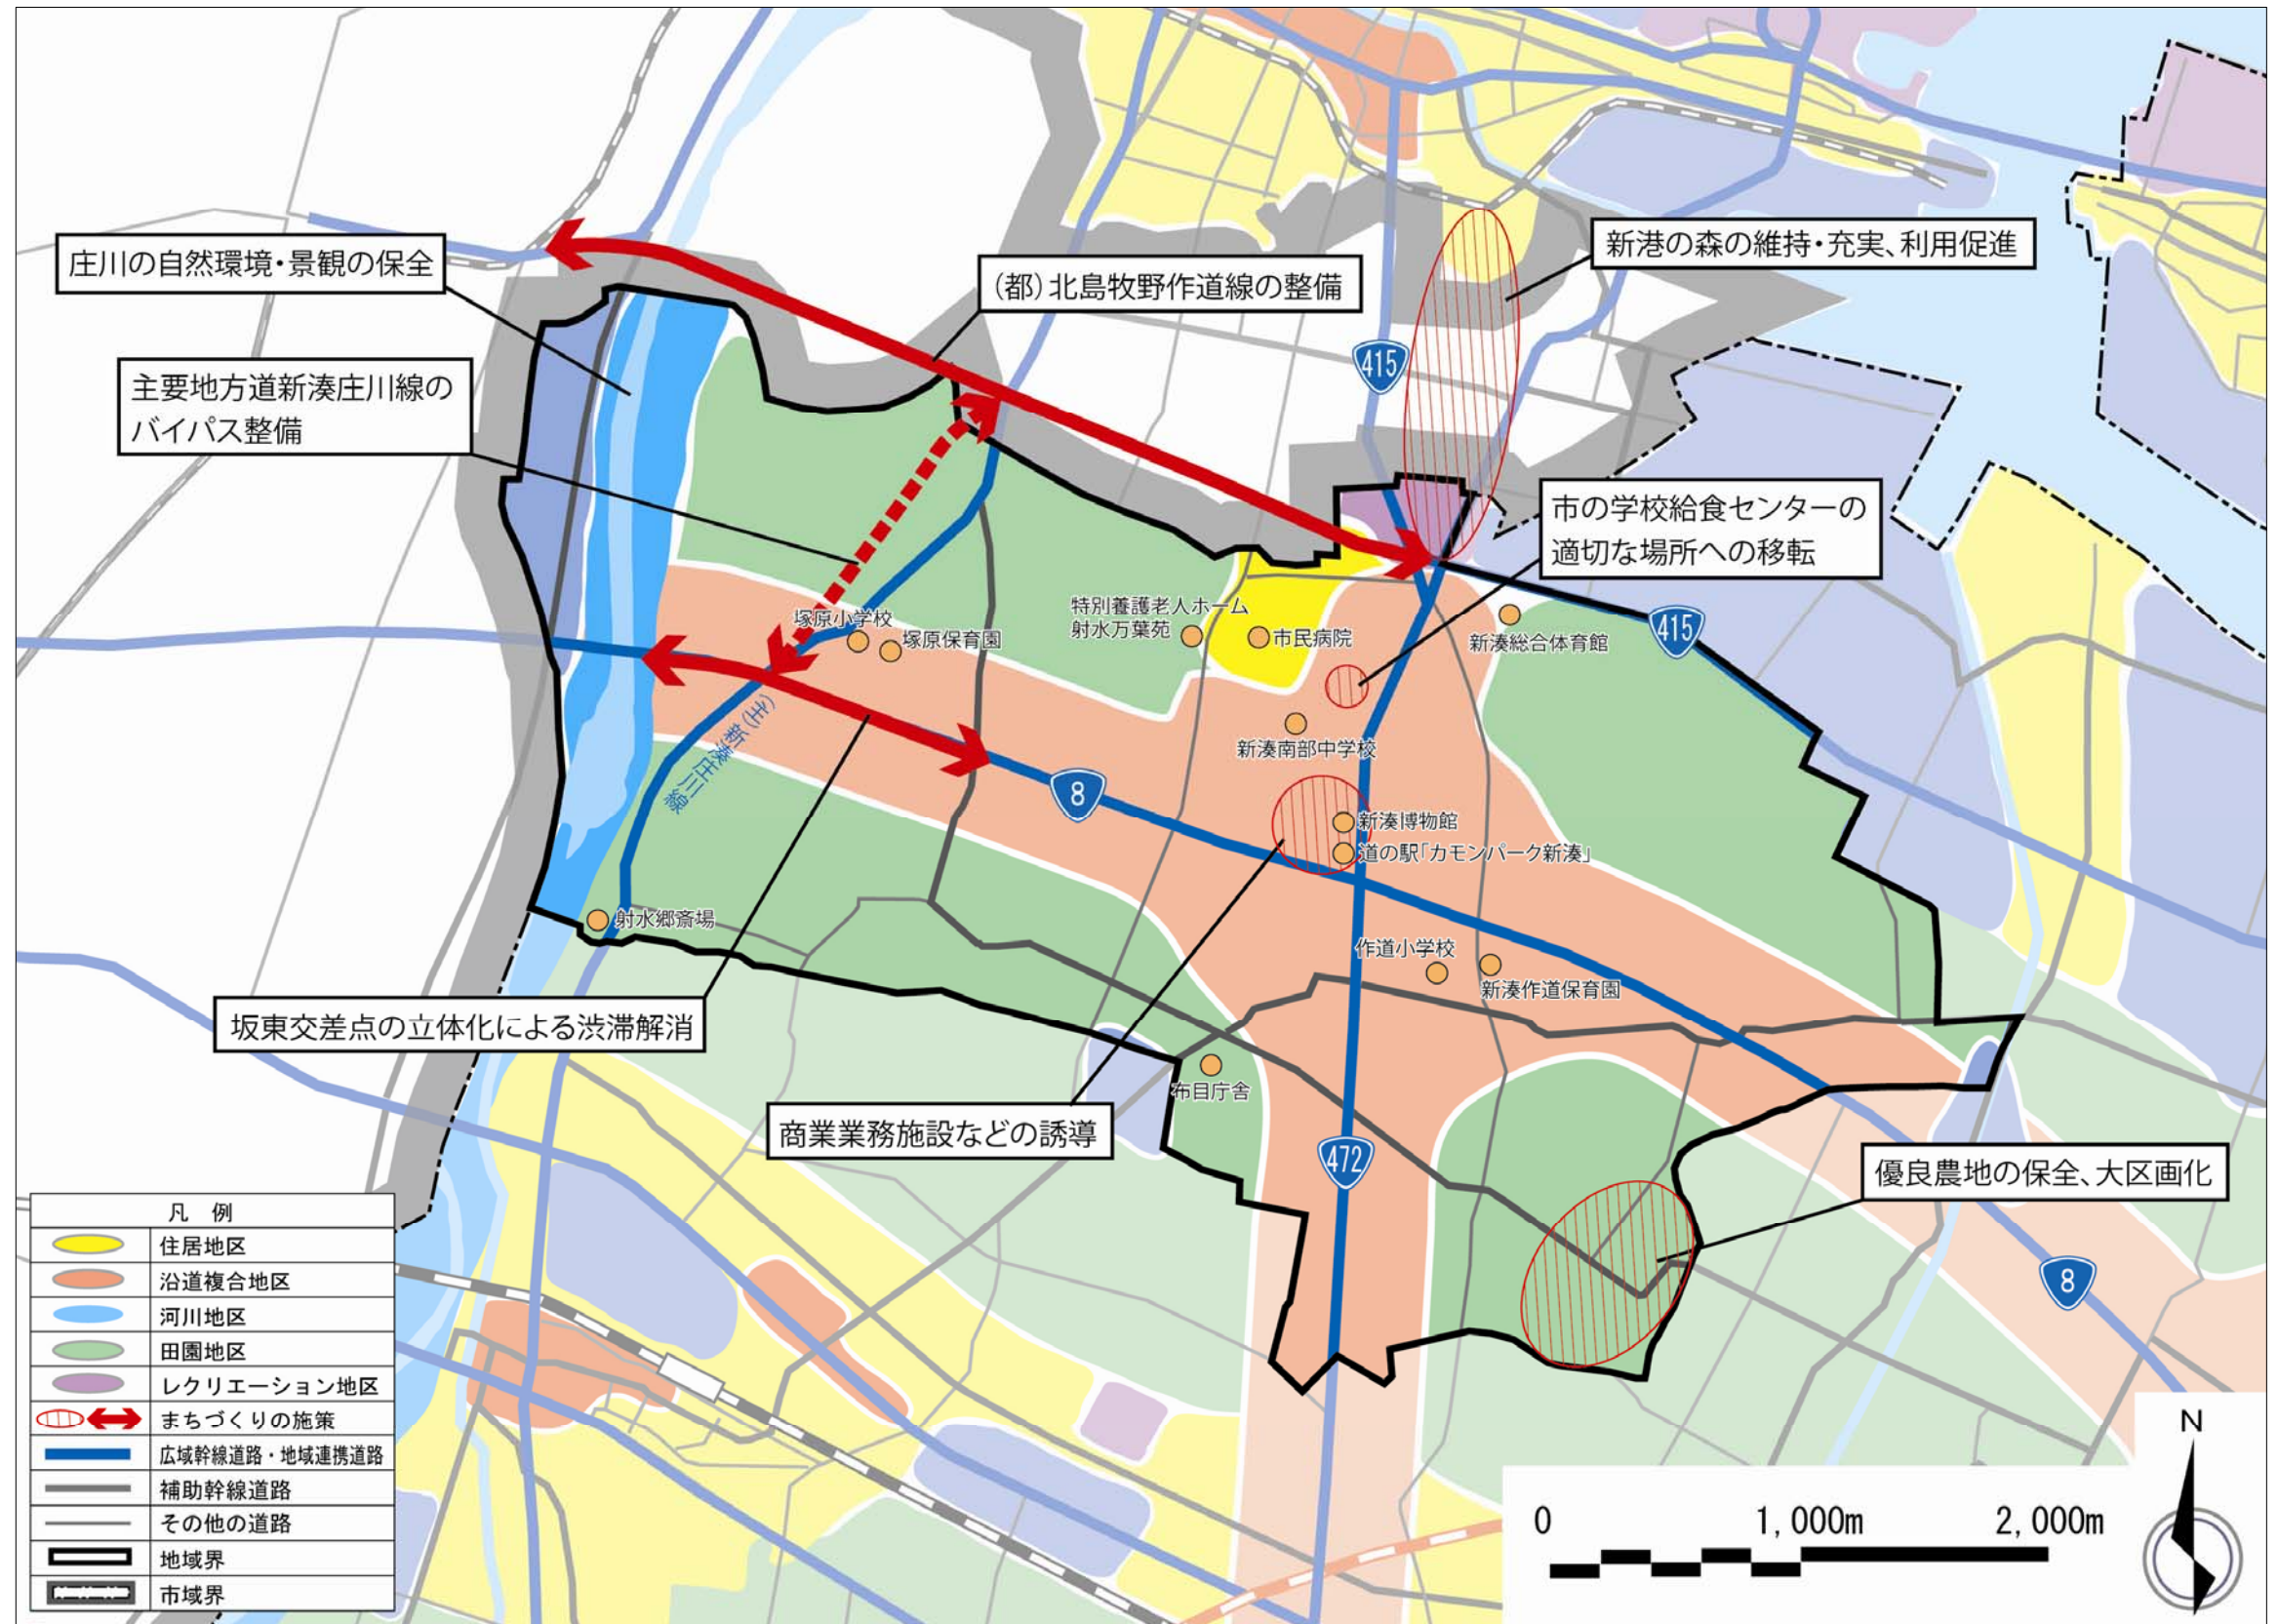 庄川の自然環境・景観の保全
(都)北島牧野作道線の整備
新港の森の維持・充実、利用促進
主要地方道新湊庄川線の
バイパス整備
415
市の学校給食センターの
適切な場所への移転
塚原小学校
塚原保育園
特別養護老人ホーム
射水万葉苑
市民病院
新湊総合体育館
415
(主)新湊庄川線
新湊南部中学校
8
新湊博物館
道の駅「カモンパーク新湊」
射水郷斎場
作道小学校
新湊作道保育園
坂東交差点の立体化による渋滞解消
布目庁舎
商業業務施設などの誘導
472
優良農地の保全、大区画化
8
凡 例
住居地区
沿道複合地区
河川地区
田園地区
レクリエーション地区
まちづくりの施策
広域幹線道路・地域連携道路
補助幹線道路
その他の道路
地域界
市域界
0 1,000m 2,000m
N